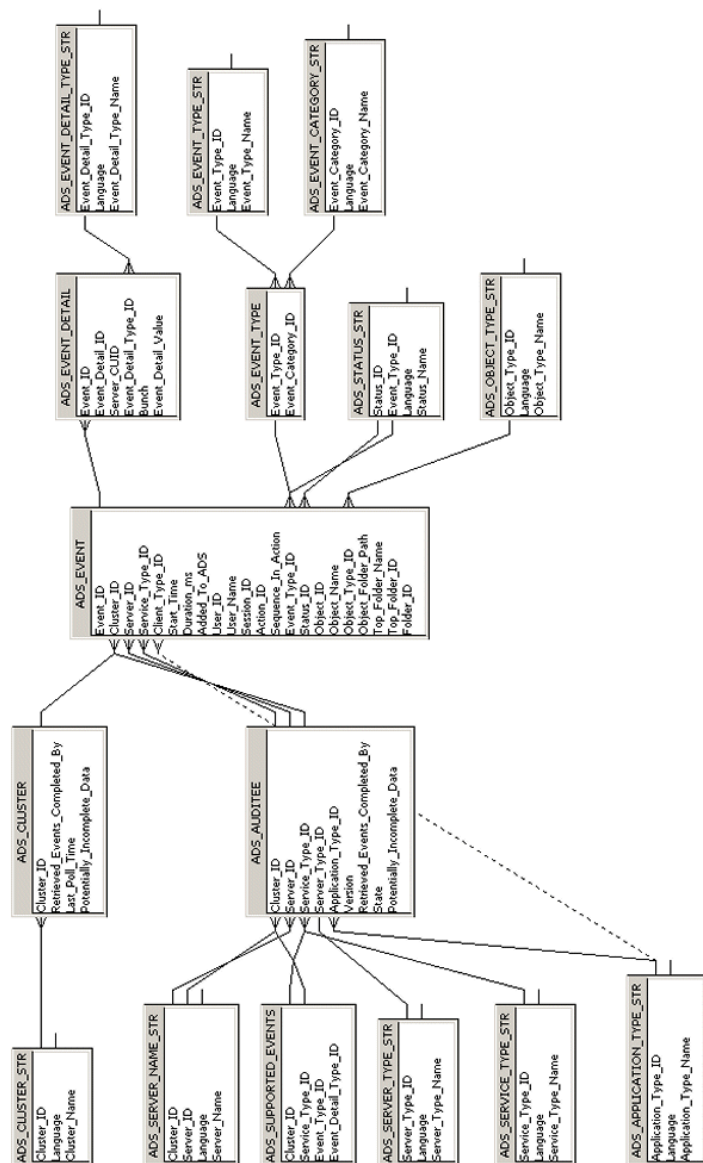 ADS_CLUSTER_STR
Cluster_ID
Language
Cluster_Name
ADS_SERVER_NAME_STR
Cluster_ID
Server_ID
Language
Server_Name
ADS_SUPPORTED_EVENTS
Cluster_ID
Service_Type_ID
Event_Type_ID
Event_Detail_Type_ID
ADS_SERVER_TYPE_STR
Server_Type_ID
Language
Server_Type_Name
ADS_SERVICE_TYPE_STR
Service_Type_ID
Language
Service_Type_Name
ADS_APPLICATION_TYPE_STR
Application_Type_ID
Language
Application_Type_Name
ADS_CLUSTER
Cluster_ID
Retrieved_Events_Completed_By
Last_Poll_Time
Potentially_Incomplete_Data
ADS_AUDITEE
Cluster_ID
Server_ID
Service_Type_ID
Server_Type_ID
Application_Type_ID
Version
Retrieved_Events_Completed_By
State
Potentially_Incomplete_Data
ADS_EVENT
Event_ID
Cluster_ID
Server_ID
Service_Type_ID
Client_Type_ID
Start_Time
Duration_ms
Added_To_ADS
User_ID
User_Name
Session_ID
Action_ID
Sequence_In_Action
Event_Type_ID
Status_ID
Object_ID
Object_Name
Object_Type_ID
Object_Folder_Path
Top_Folder_Name
Top_Folder_ID
Folder_ID
ADS_EVENT_DETAIL
Event_ID
Event_Detail_ID
Server_CUID
Event_Detail_Type_ID
Bunch
Event_Detail_Value
ADS_EVENT_TYPE
Event_Type_ID
Event_Category_ID
ADS_STATUS_STR
Status_ID
Event_Type_ID
Language
Status_Name
ADS_OBJECT_TYPE_STR
Object_Type_ID
Language
Object_Type_Name
ADS_EVENT_DETAIL_TYPE_STR
Event_Detail_Type_ID
Language
Event_Detail_Type_Name
ADS_EVENT_TYPE_STR
Event_Type_ID
Language
Event_Type_Name
ADS_EVENT_CATEGORY_STR
Event_Category_ID
Language
Event_Category_Name